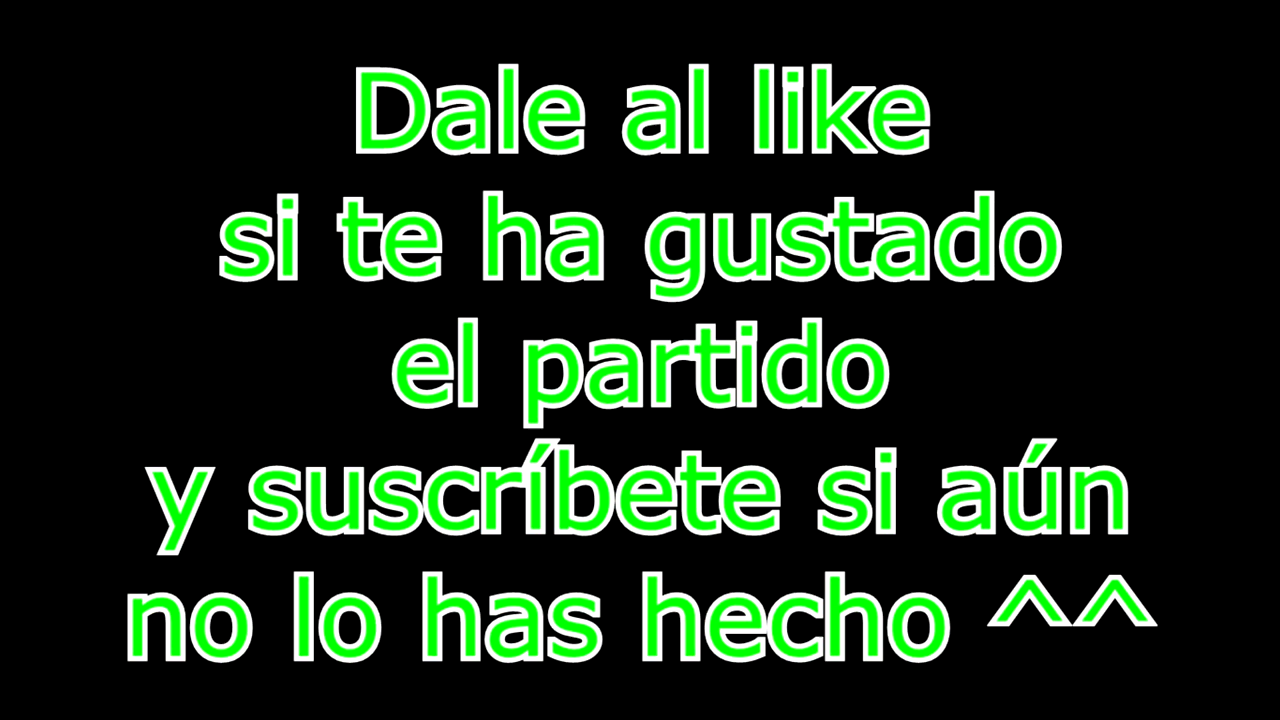 Dale al like
si te ha gustado
el partido
y suscríbete si aún
no lo has hecho ^^